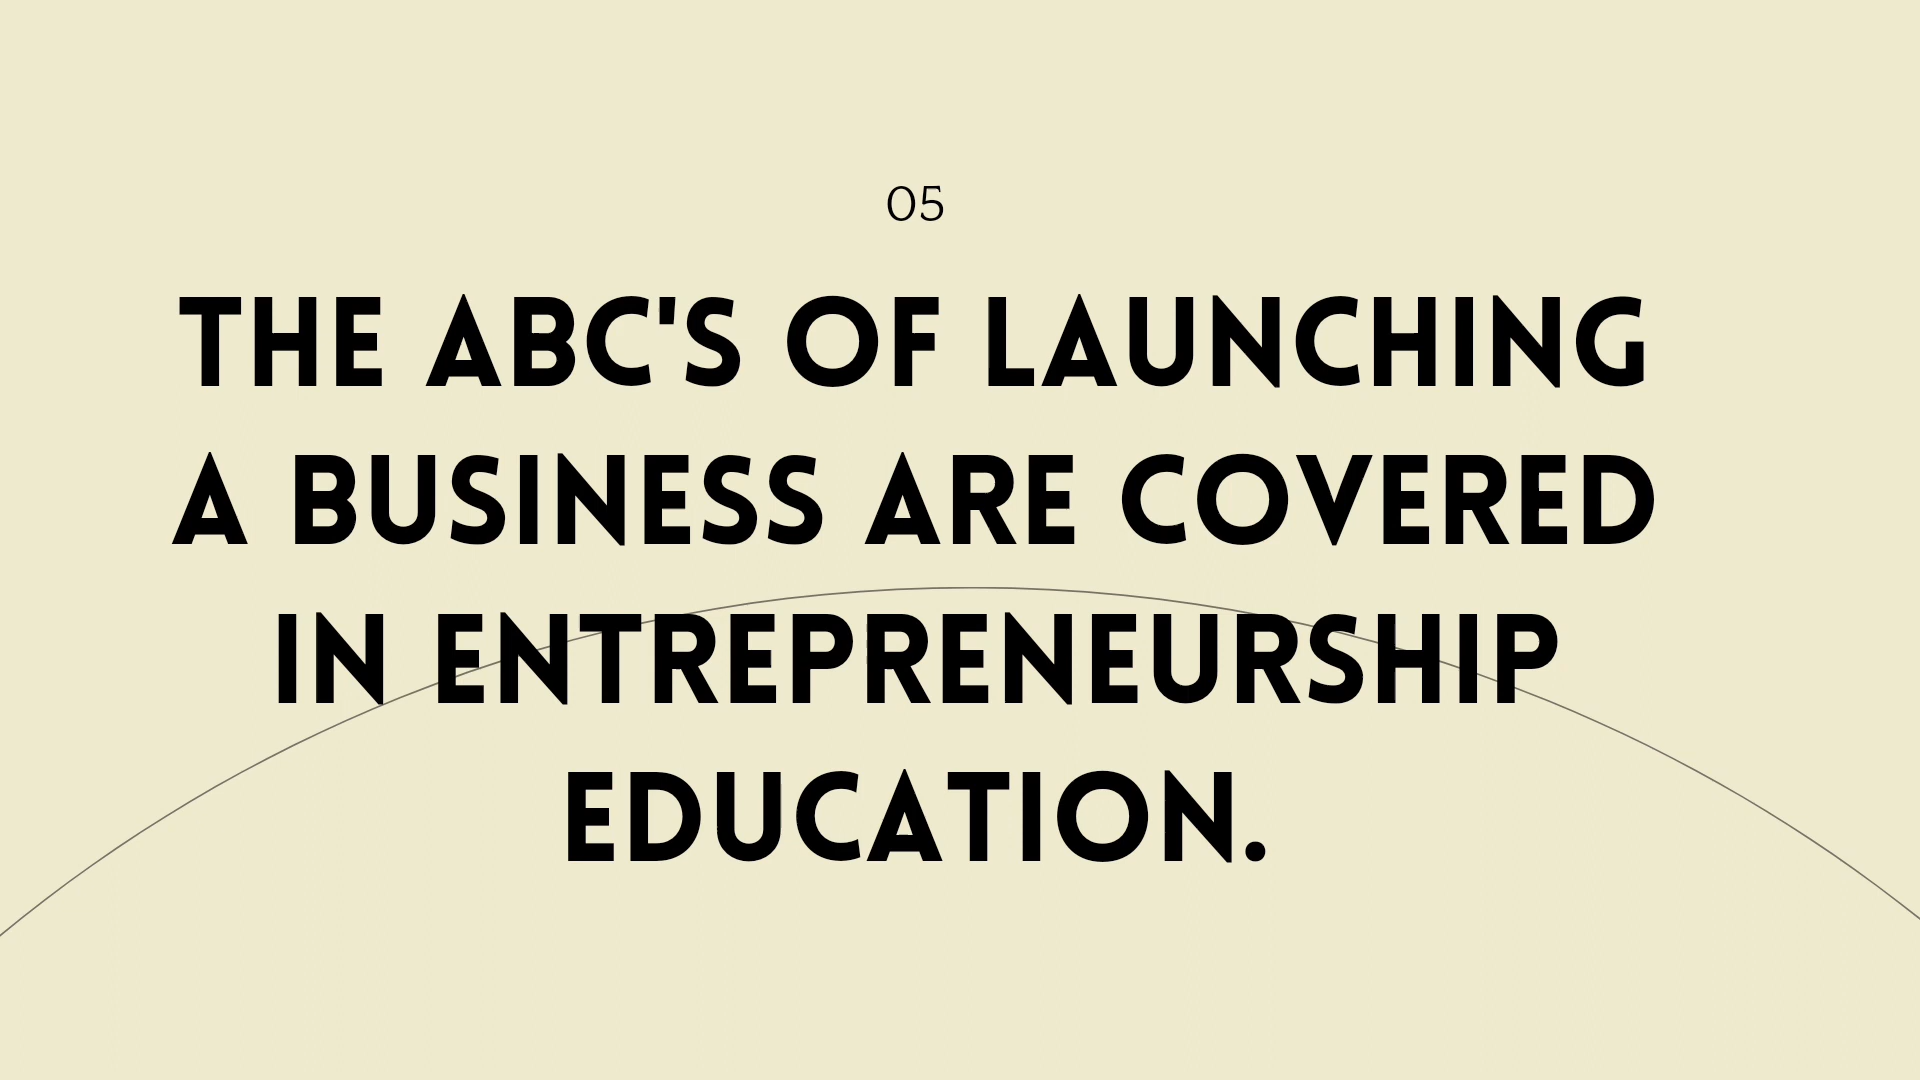 05
THE ABC'S OF LAUNCHING
A BUSINESS ARE COVERED
IN ENTREPRENEURSHIP
EDUCATION.